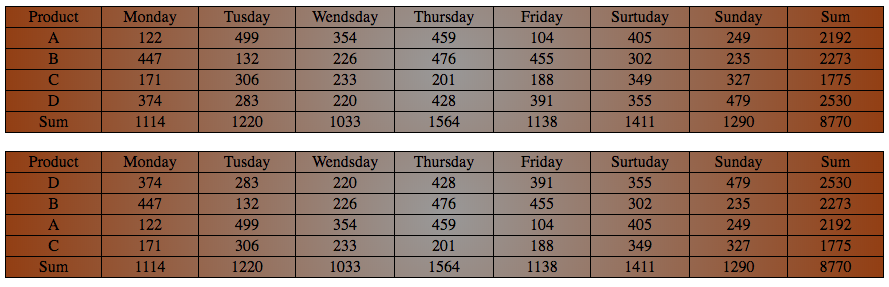 Product Monday Tusday Wendsday Thursday Friday Surtuday Sunday Sum
A 122 499 354 459 104 405 249 2192
B 447 132 226 476 455 302 235 2273
C 171 306 233 201 188 349 327 1775
D 374 283 220 428 391 355 479 2530
Sum 1114 1220 1033 1564 1138 1411 1290 8770
Product Monday Tusday Wendsday Thursday Friday Surtuday Sunday Sum
D 374 283 220 428 391 355 479 2530
B 447 132 226 476 455 302 235 2273
A 122 499 354 459 104 405 249 2192
C 171 306 233 201 188 349 327 1775
Sum 1114 1220 1033 1564 1138 1411 1290 8770